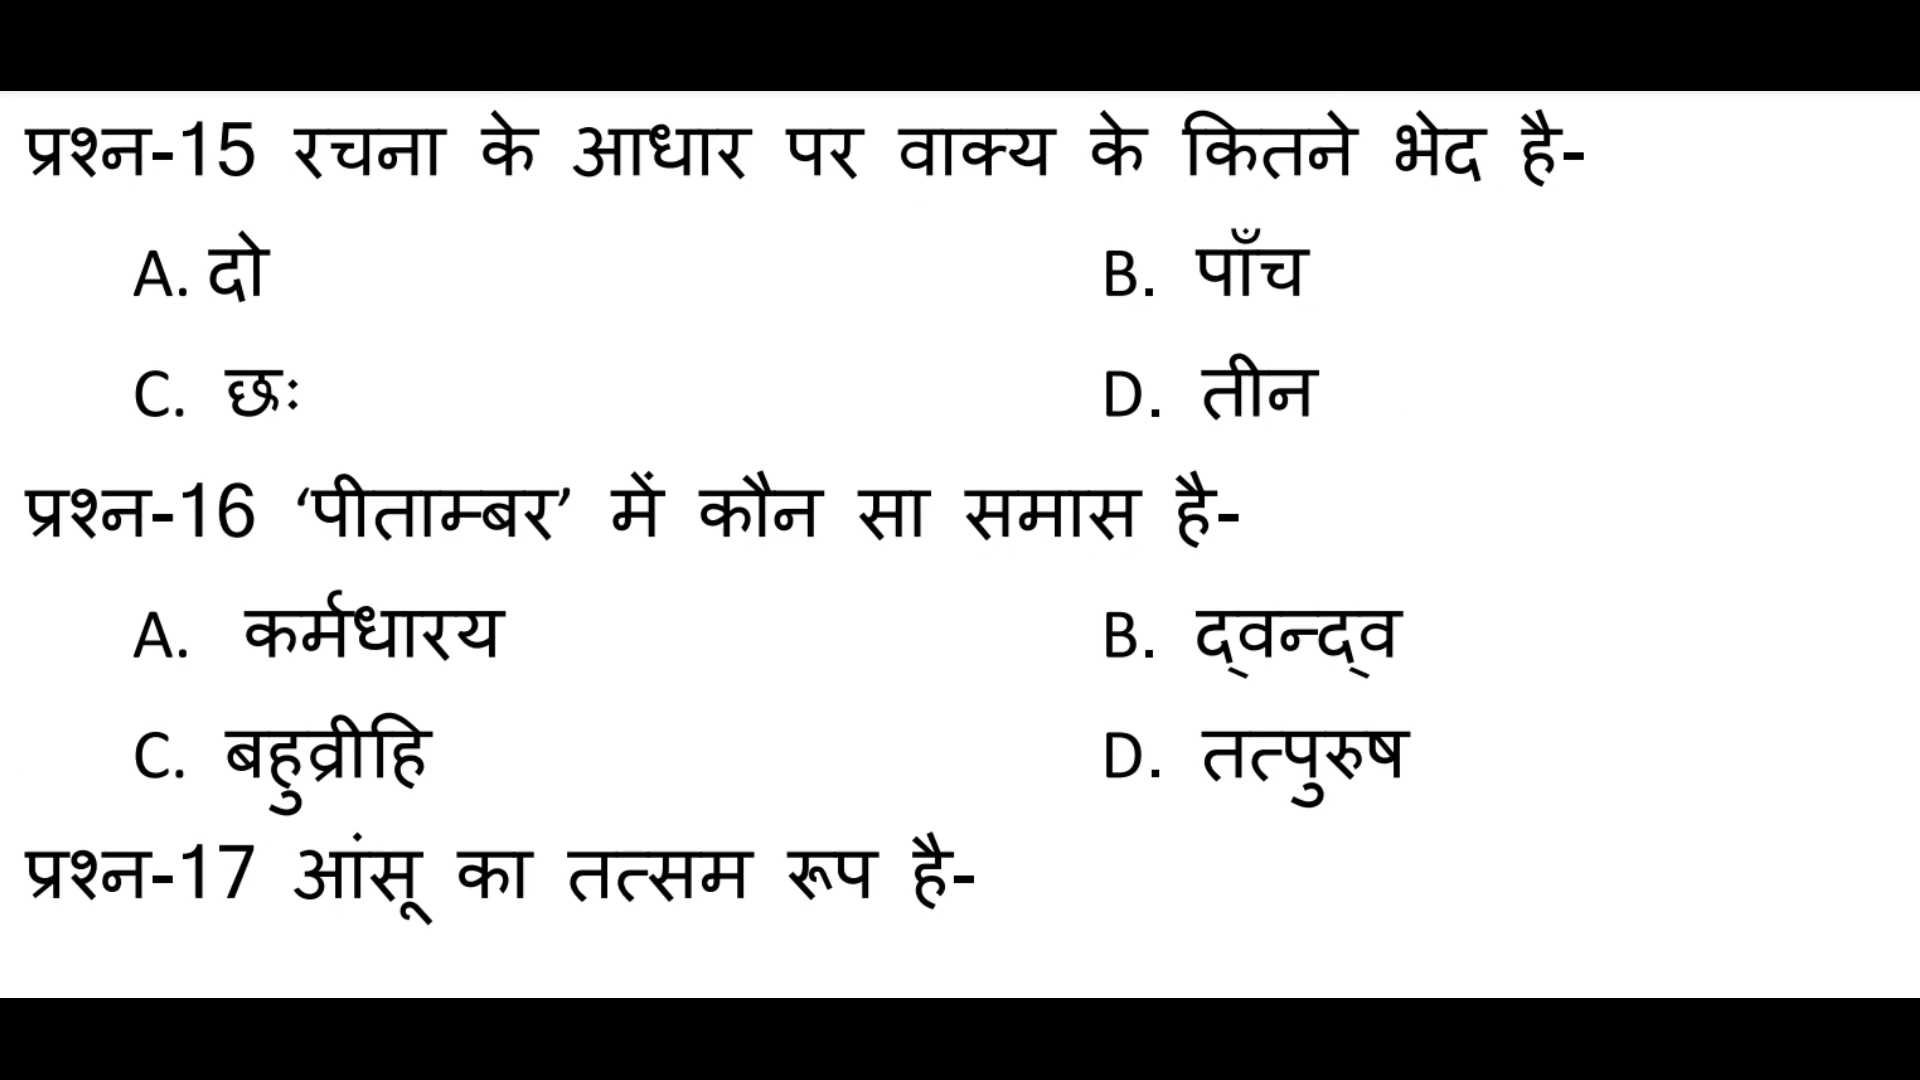 प्रश्न-15 रचना के आधार पर वाक्य के कितने भेद है-
A. दो B. पाँच
C. छः D. तीन
प्रश्न-16 ‘पीताम्बर’ में कौन सा समास है-
A. कर्मधारय B. द्‌वन्द्‌व
C. बहुव्रीहि D. तत्पुरुष
प्रश्न-17 आंसू का तत्सम रूप है-